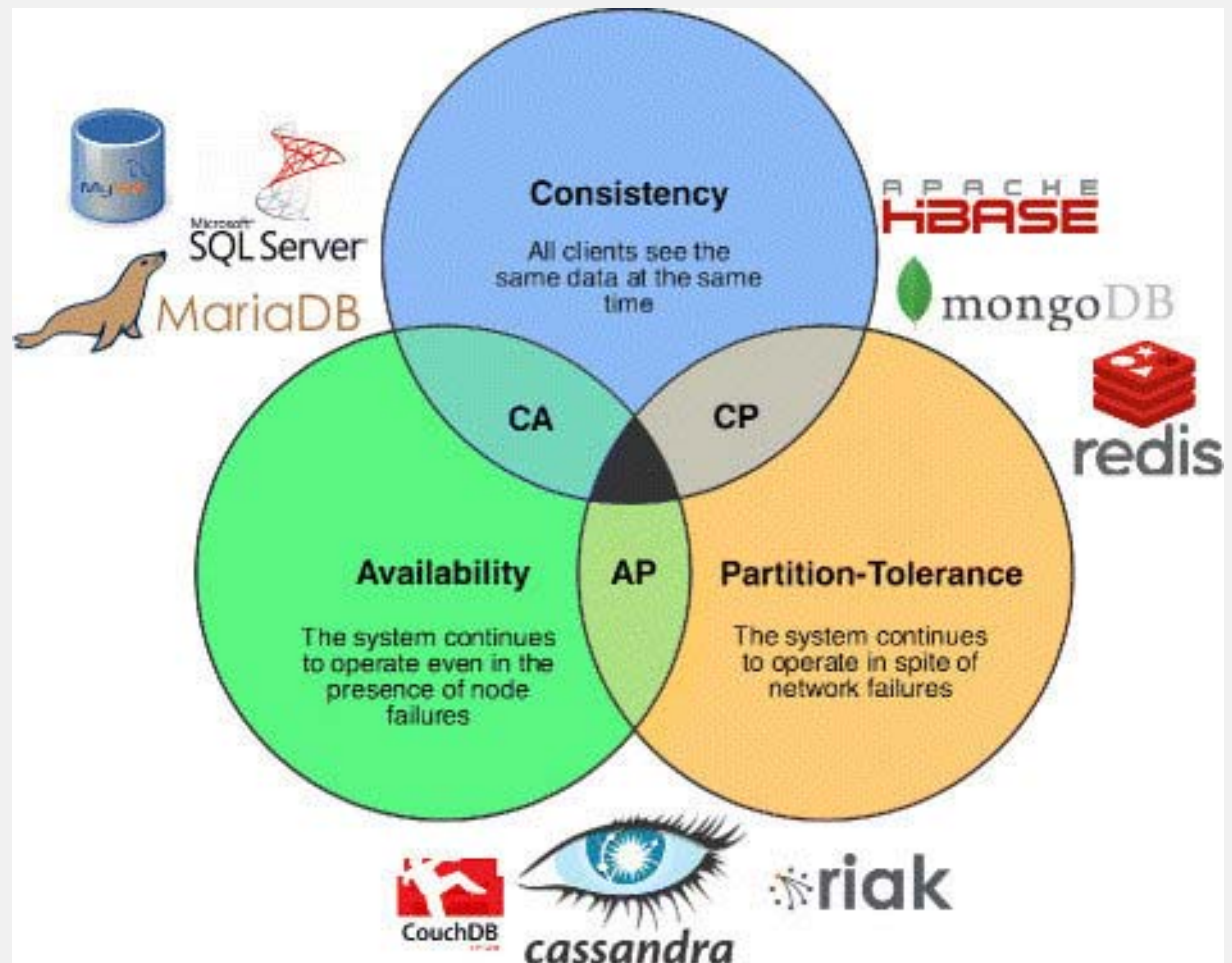 MySQL
Microsoft
SQL Server
MariaDB
Consistency
All clients see the
same data at the same
time
APACHE
HBASE
mongoDB
redis
CA
CP
Availability
AP
Partition-Tolerance
The system continues
to operate even in the
presence of node
failures
The system continues
to operate in spite of
network failures
CouchDB
cassandra
riak